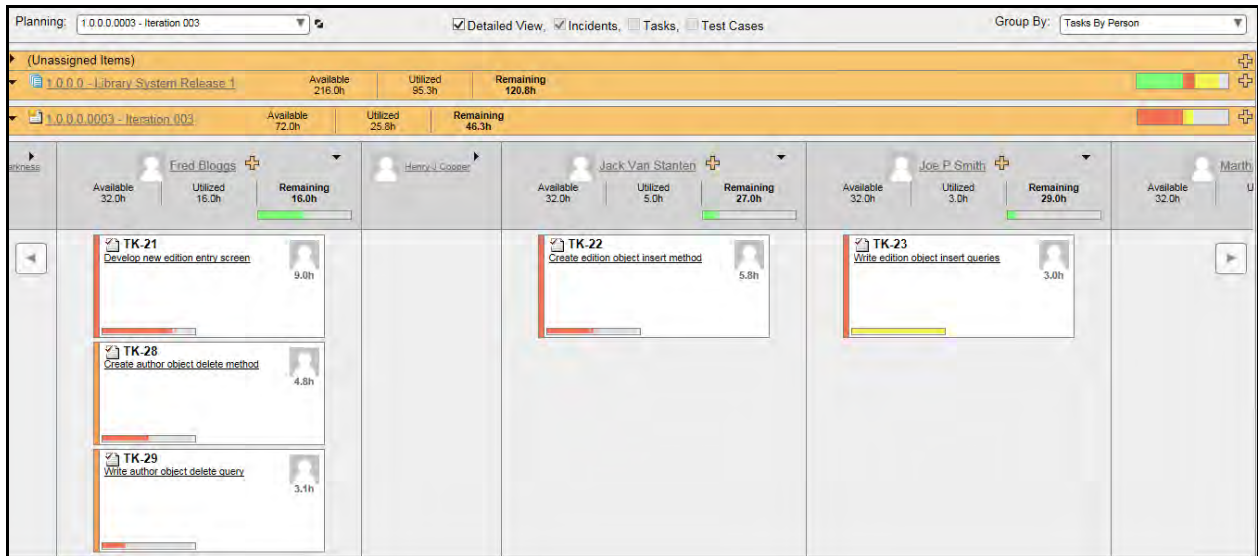 Planning: 1.0.0.0.0003 - Iteration 003 Detailed View, Incidents, Tasks, Test Cases Group By: Tasks By Person
(Unassigned Items)
1.0.0.0 - Library System Release 1 Available 216.0h Utilized 95.3h Remaining 120.8h
1.0.0.0.0003 - Iteration 003 Available 72.0h Utilized 25.8h Remaining 46.3h
arkness
Fred Bloggs
Available Utilized Remaining
32.0h 16.0h 16.0h
Henry J Cooper
Jack Van Stanten
Available Utilized Remaining
32.0h 5.0h 27.0h
Joe P Smith
Available Utilized Remaining
32.0h 3.0h 29.0h
Marth
Available U
32.0h
TK-21
Develop new edition entry screen
9.0h
TK-28
Create author object delete method
4.8h
TK-29
Write author object delete query
3.1h
TK-22
Create edition object insert method
5.8h
TK-23
Write edition object insert queries
3.0h